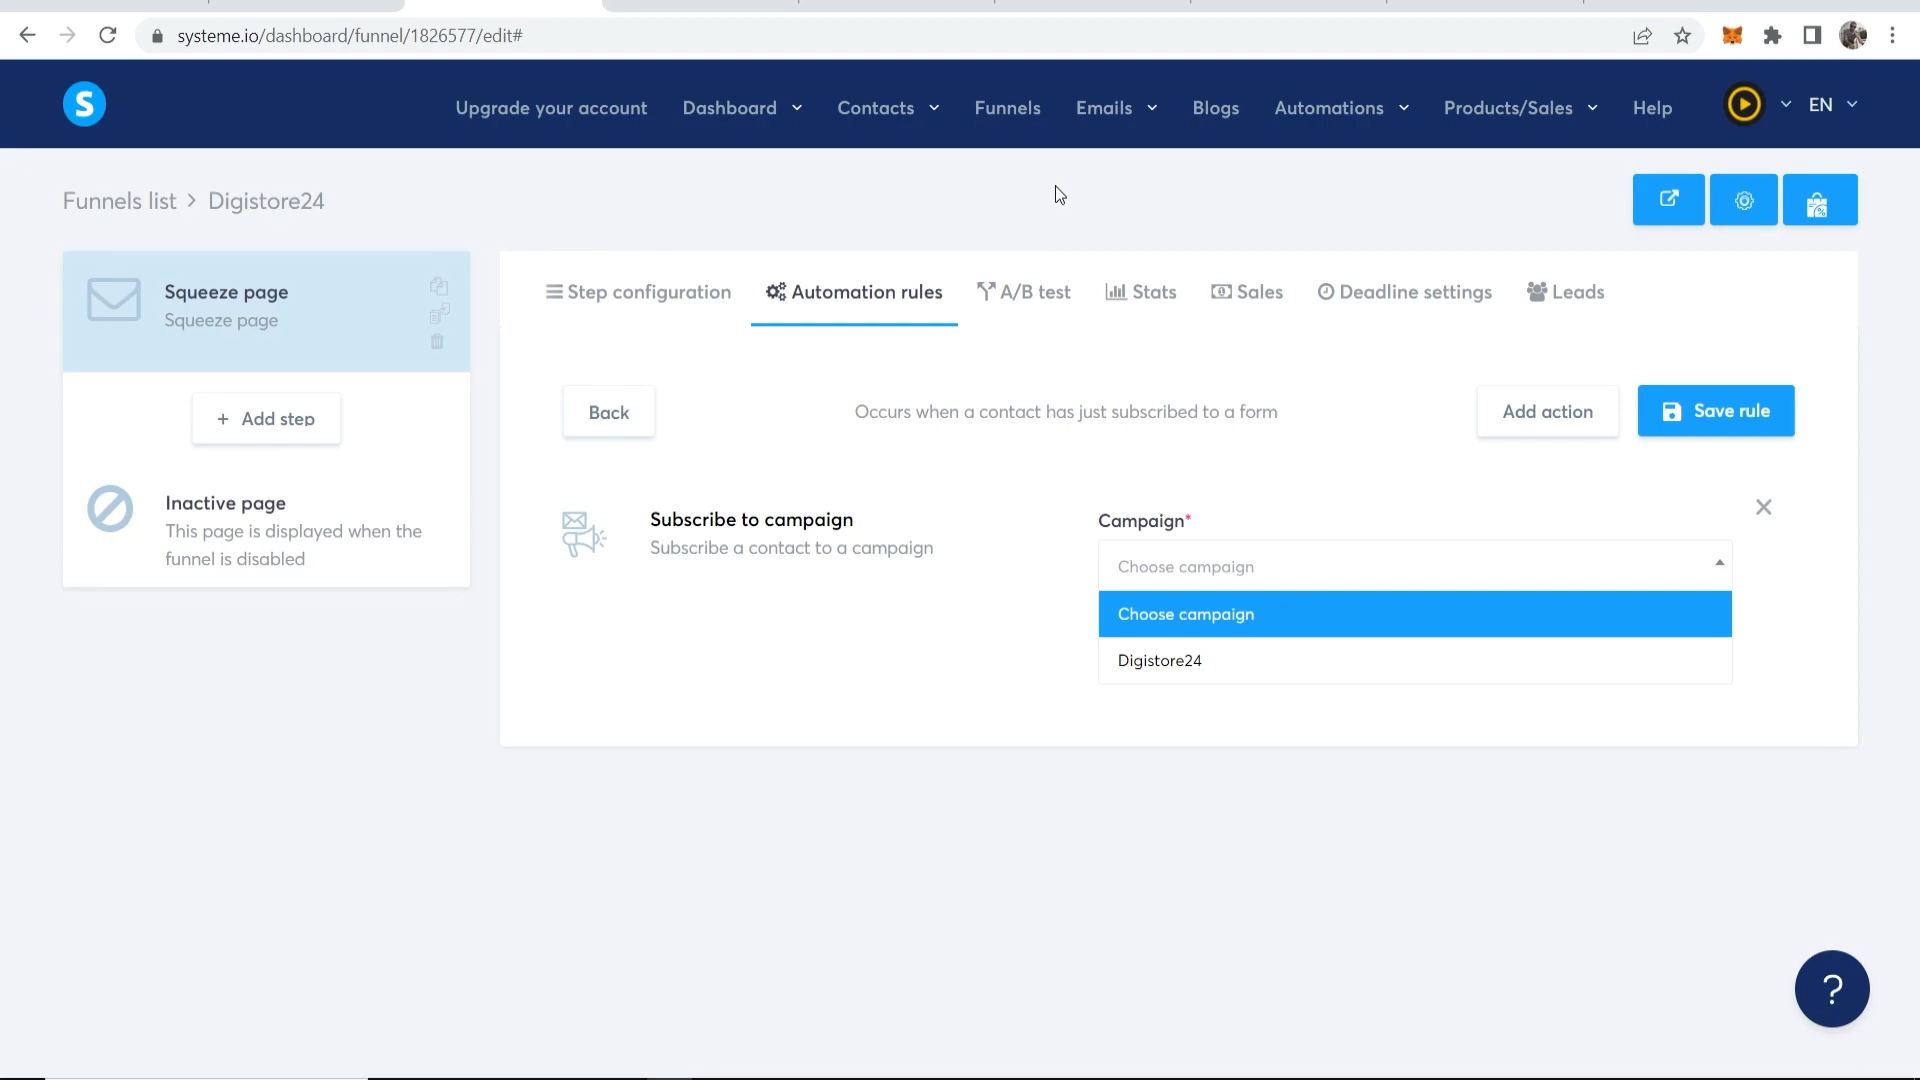 systeme.io/dashboard/funnel/1826577/edit#
S
Upgrade your account
Dashboard
Contacts
Funnels
Emails
Blogs
Automations
Products/Sales
Help
EN
Funnels list > Digistore24
Squeeze page
Squeeze page
+ Add step
Inactive page
This page is displayed when the
funnel is disabled
Step configuration
Automation rules
A/B test
Stats
Sales
Deadline settings
Leads
Back
Occurs when a contact has just subscribed to a form
Add action
Save rule
Subscribe to campaign
Subscribe a contact to a campaign
Campaign*
Choose campaign
Choose campaign
Digistore24
?